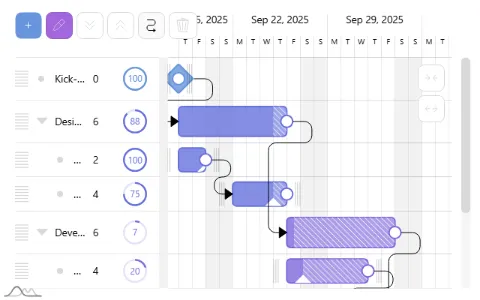 5, 2025 Sep 22, 2025 Sep 29, 2025
T F S S M T W T F S S M T W T F S S M T
Kick-... 0 100
Desi... 6 88
... 2 100
... 4 75
Deve... 6 7
... 4 20